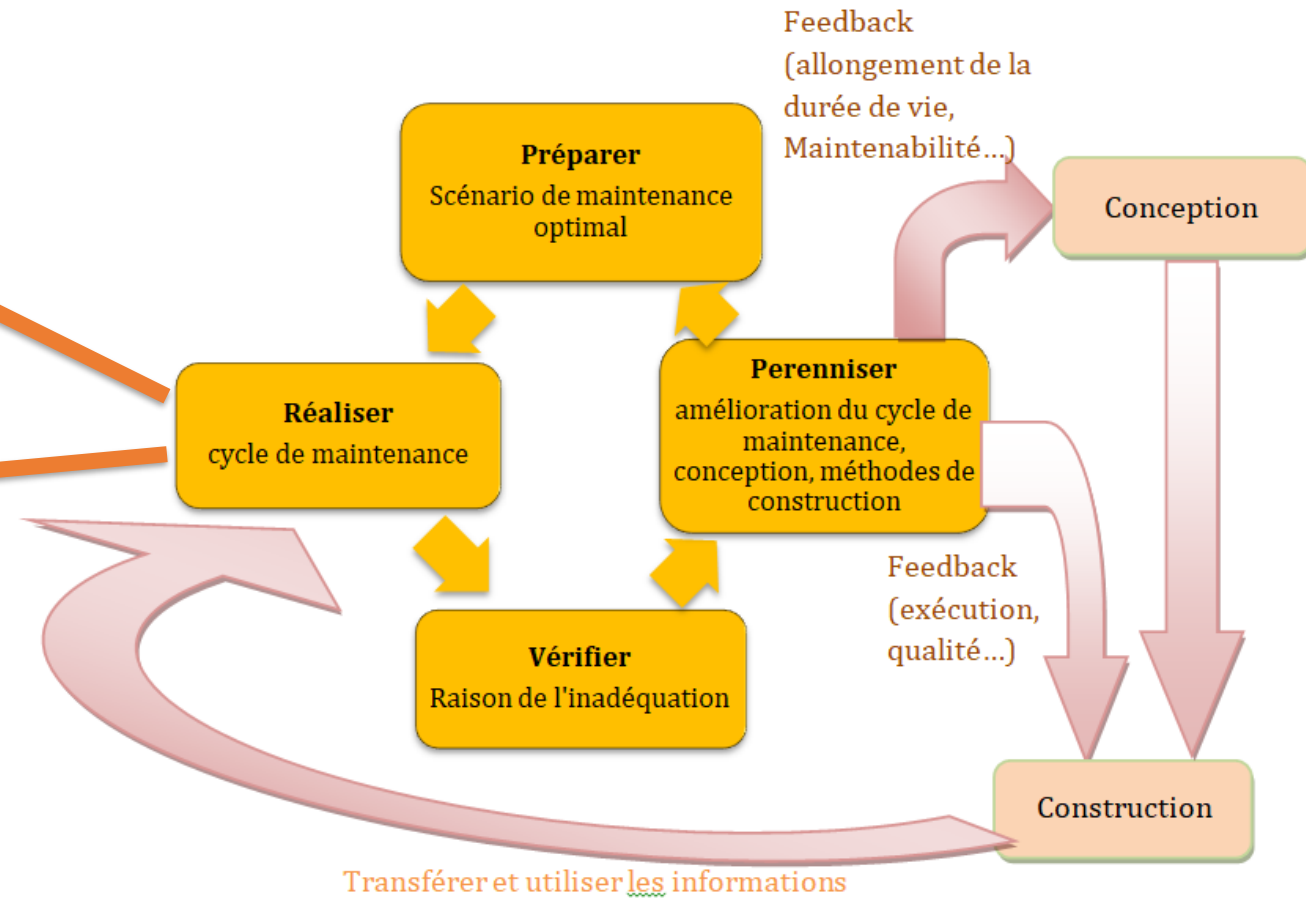 Feedback
(allongement de la
durée de vie,
Maintenabilité...)
Préparer
Scénario de maintenance
optimal
Conception
Réaliser
cycle de maintenance
Perenniser
amélioration du cycle de
maintenance,
conception, méthodes de
construction
Feedback
(exécution,
qualité...)
Vérifier
Raison de l'inadéquation
Construction
Transférer et utiliser les informations